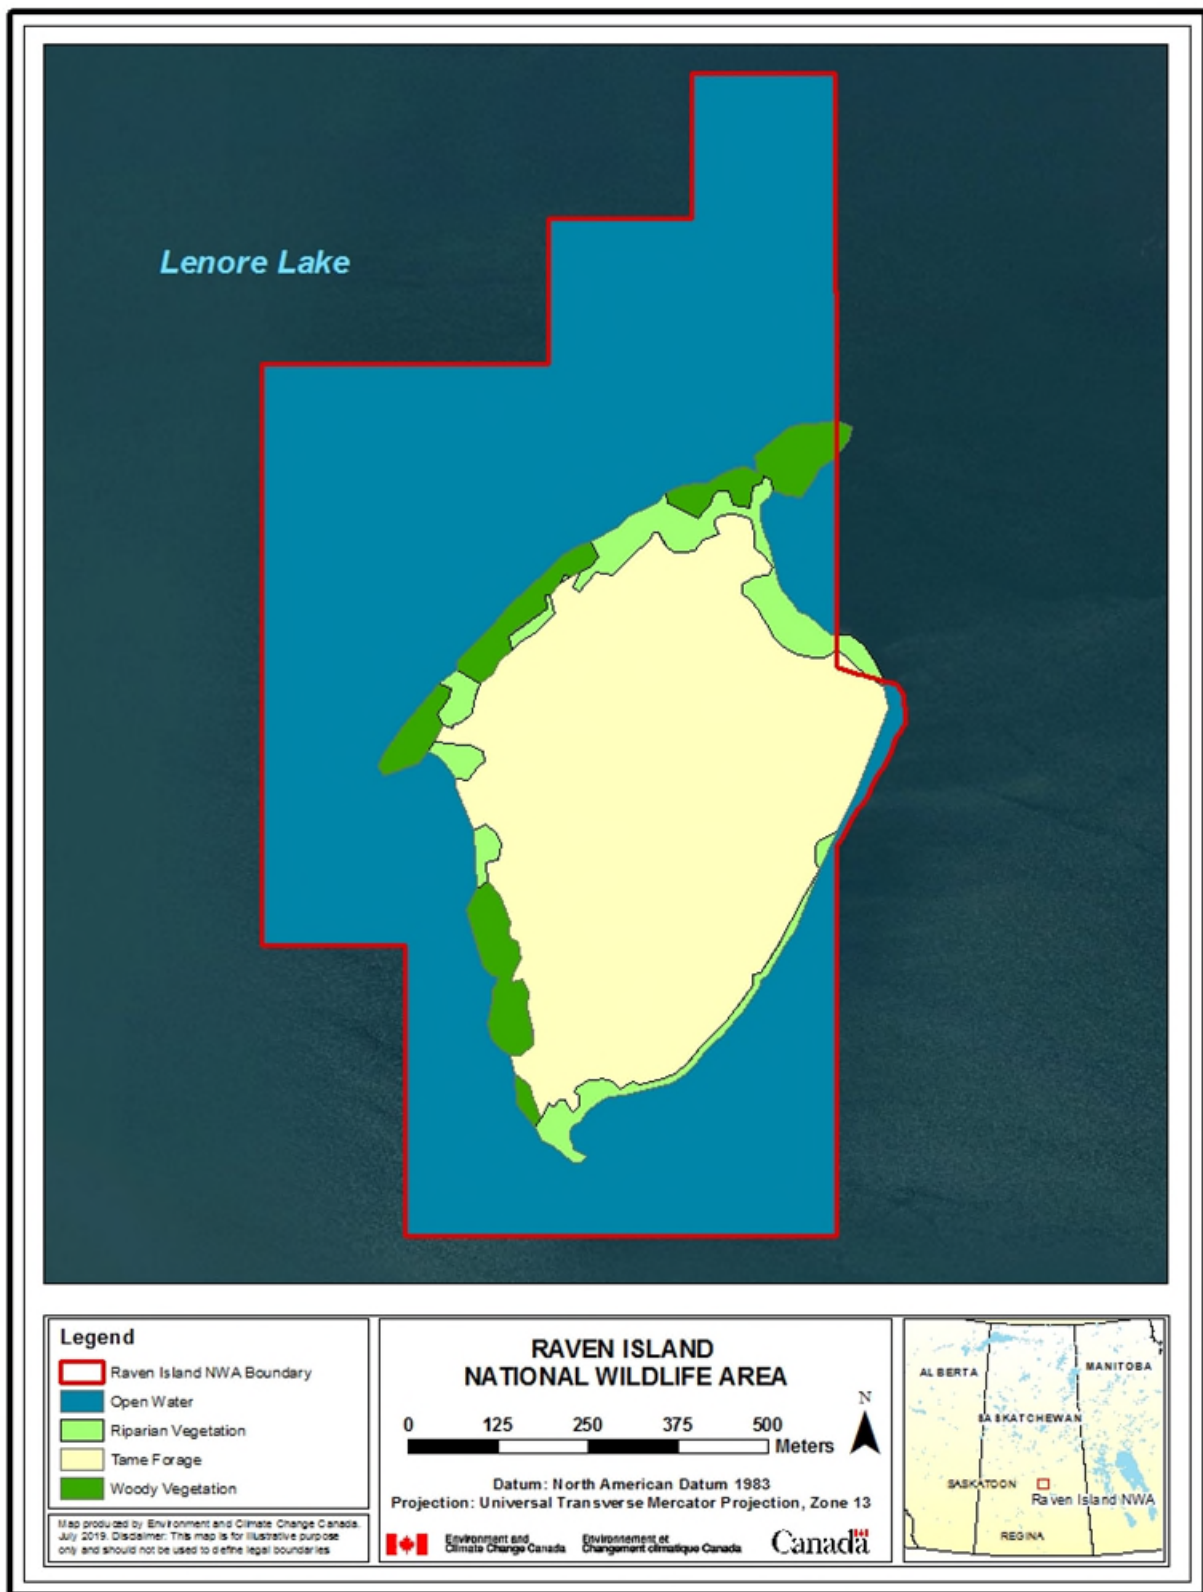 Lenore Lake
Legend
Raven Island NWA Boundary
Open Water
Riparian Vegetation
Tame Forage
Woody Vegetation
Map produced by Environment and Climate Change Canada.
July 2019. Disclaimer: This map is for illustrative purpose
only and should not be used to define legal boundaries
RAVEN ISLAND
NATIONAL WILDLIFE AREA
0 125 250 375 500
Meters
N
Datum: North American Datum 1983
Projection: Universal Transverse Mercator Projection, Zone 13
Environment and
Climate Change Canada
Environnement et
Changement climatique Canada
Canada
ALBERTA
MANITOBA
SASKATCHEWAN
SASKATOON
Raven Island NWA
REGINA